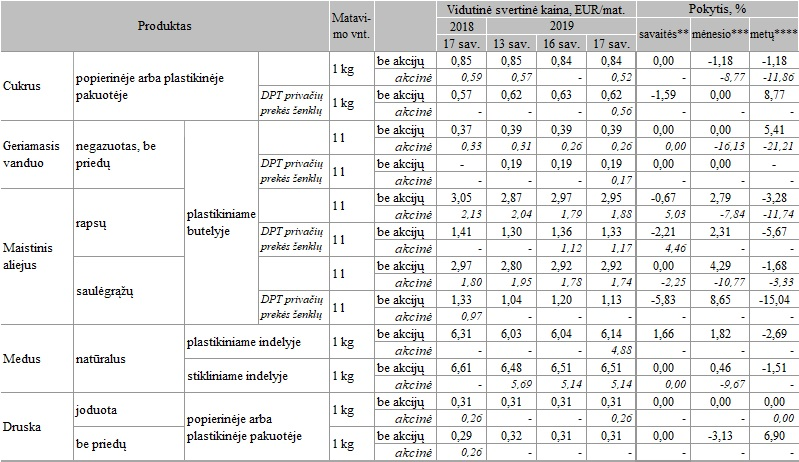 Produktas Matavi-mo vnt. Vidutinė svertinė kaina, EUR/mat. Pokytis, %
2018 2019 savaitės** mėnesio*** metų****
17 sav. 13 sav. 16 sav. 17 sav.
Cukrus popierinėje arba plastikinėje pakuotėje 1 kg be akcijų 0,85 0,85 0,84 0,84 0,00 -1,18 -1,18
akcinė 0,59 0,57 - 0,52 - -8,77 -11,86
DPT privačių prekės ženklų 1 kg be akcijų 0,57 0,62 0,63 0,62 -1,59 0,00 8,77
akcinė - - - 0,56 - - -
Geriamasis vanduo negazuotas, be priedų plastikiniame butelyje 1 l be akcijų 0,37 0,39 0,39 0,39 0,00 0,00 5,41
akcinė 0,33 0,31 0,26 0,26 0,00 -16,13 -21,21
DPT privačių prekės ženklų 1 l be akcijų - 0,19 0,19 0,19 0,00 0,00 -
akcinė - - - 0,17 - - -
Maistinis aliejus rapsų 1 l be akcijų 3,05 2,87 2,97 2,95 -0,67 2,79 -3,28
akcinė 2,13 2,04 1,79 1,88 5,03 -7,84 -11,74
DPT privačių prekės ženklų 1 l be akcijų 1,41 1,30 1,36 1,33 -2,21 2,31 -5,67
akcinė - - 1,12 1,17 4,46 - -
saulėgrąžų 1 l be akcijų 2,97 2,80 2,92 2,92 0,00 4,29 -1,68
akcinė 1,80 1,95 1,78 1,74 -2,25 -10,77 -3,33
DPT privačių prekės ženklų 1 l be akcijų 1,33 1,04 1,20 1,13 -5,83 8,65 -15,04
akcinė 0,97 - - - - - -
Medus natūralus plastikiniame indelyje 1 kg be akcijų 6,31 6,03 6,04 6,14 1,66 1,82 -2,69
akcinė - - - 4,88 - - -
stikliniame indelyje 1 kg be akcijų 6,61 6,48 6,51 6,51 0,00 0,46 -1,51
akcinė - 5,69 5,14 5,14 0,00 -9,67 -
Druska joduota popierinėje arba plastikinėje pakuotėje 1 kg be akcijų 0,31 0,31 0,31 0,31 0,00 0,00 0,00
akcinė 0,26 - - 0,26 - - 0,00
be priedų 1 kg be akcijų 0,29 0,32 0,31 0,31 0,00 -3,13 6,90
akcinė 0,26 - - - - - -